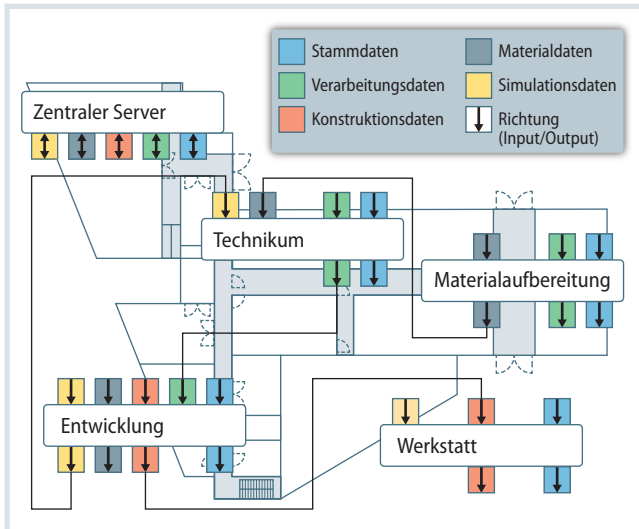 Stammdaten
Materialdaten
Verarbeitungsdaten
Simulationsdaten
Konstruktionsdaten
Richtung
(Input/Output)
Zentraler Server
Technikum
Materialaufbereitung
Entwicklung
Werkstatt